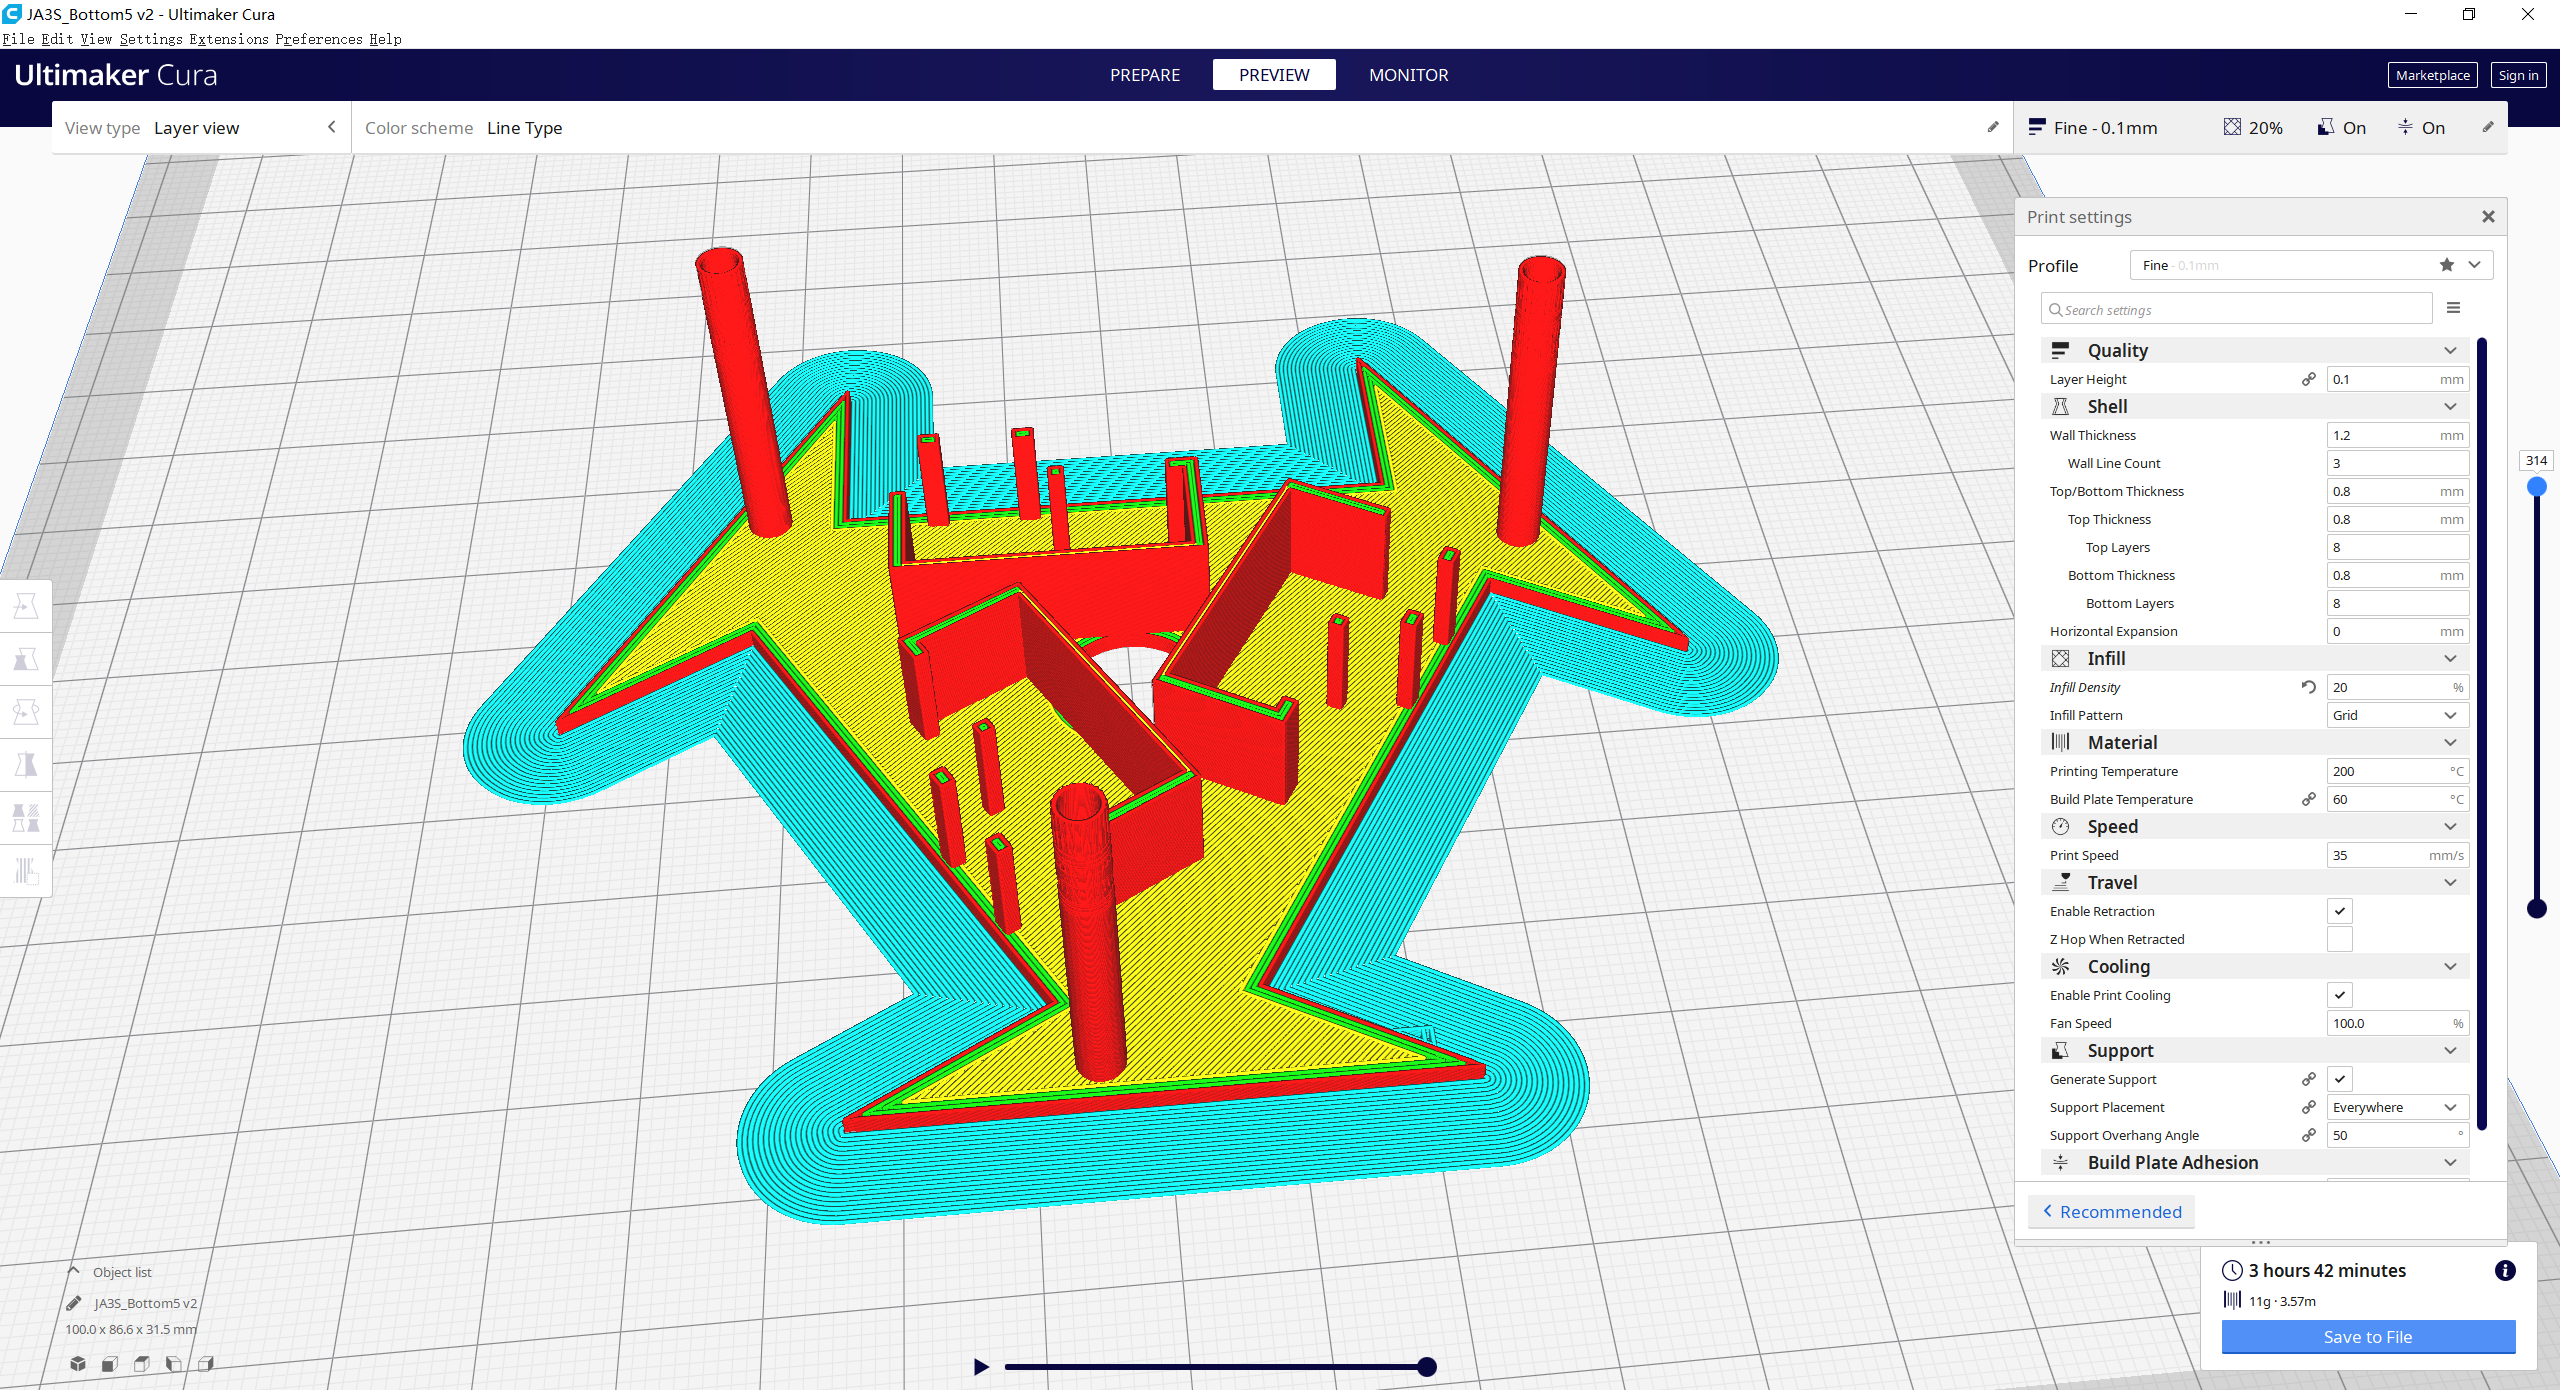 JA3S_Bottom5 v2 - Ultimaker Cura
File Edit View Settings Extensions Preferences Help
Ultimaker Cura
PREPARE PREVIEW MONITOR
Marketplace Sign in
View type Layer view
Color scheme Line Type
Fine - 0.1mm 20% On On
Print settings
Profile Fine - 0.1mm
Search settings
Quality
Layer Height 0.1 mm
Shell
Wall Thickness 1.2 mm
Wall Line Count 3
Top/Bottom Thickness 0.8 mm
Top Thickness 0.8 mm
Top Layers 8
Bottom Thickness 0.8 mm
Bottom Layers 8
Horizontal Expansion 0 mm
Infill
Infill Density 20 %
Infill Pattern Grid
Material
Printing Temperature 200 °C
Build Plate Temperature 60 °C
Speed
Print Speed 35 mm/s
Travel
Enable Retraction
Z Hop When Retracted
Cooling
Enable Print Cooling
Fan Speed 100.0 %
Support
Generate Support
Support Placement Everywhere
Support Overhang Angle 50 °
Build Plate Adhesion
Recommended
314
3 hours 42 minutes
11g · 3.57m
Save to File
Object list
JA3S_Bottom5 v2
100.0 x 86.6 x 31.5 mm